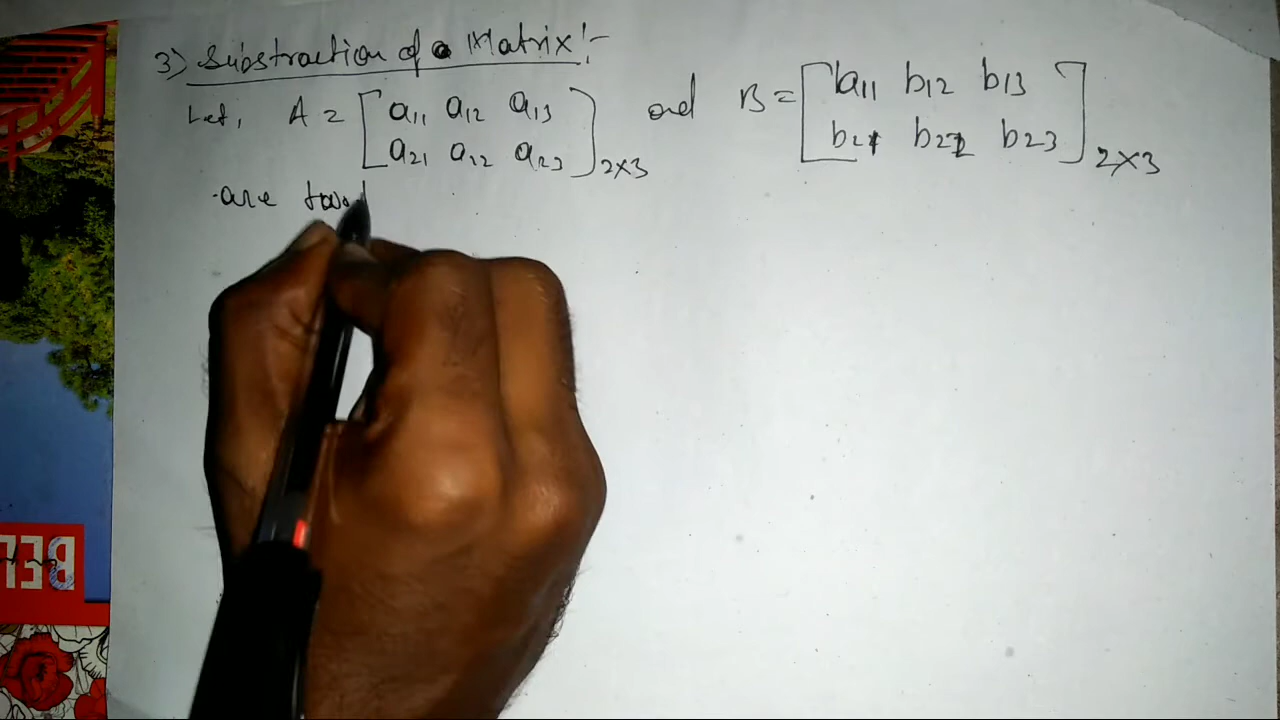 3) Substraction of a Matrix:-
Let, A = [ a11 a12 a13 ] and B = [ b11 b12 b13 ]
[ a21 a12 a23 ]2×3 [ b21 b22 b23 ]2×3
are two